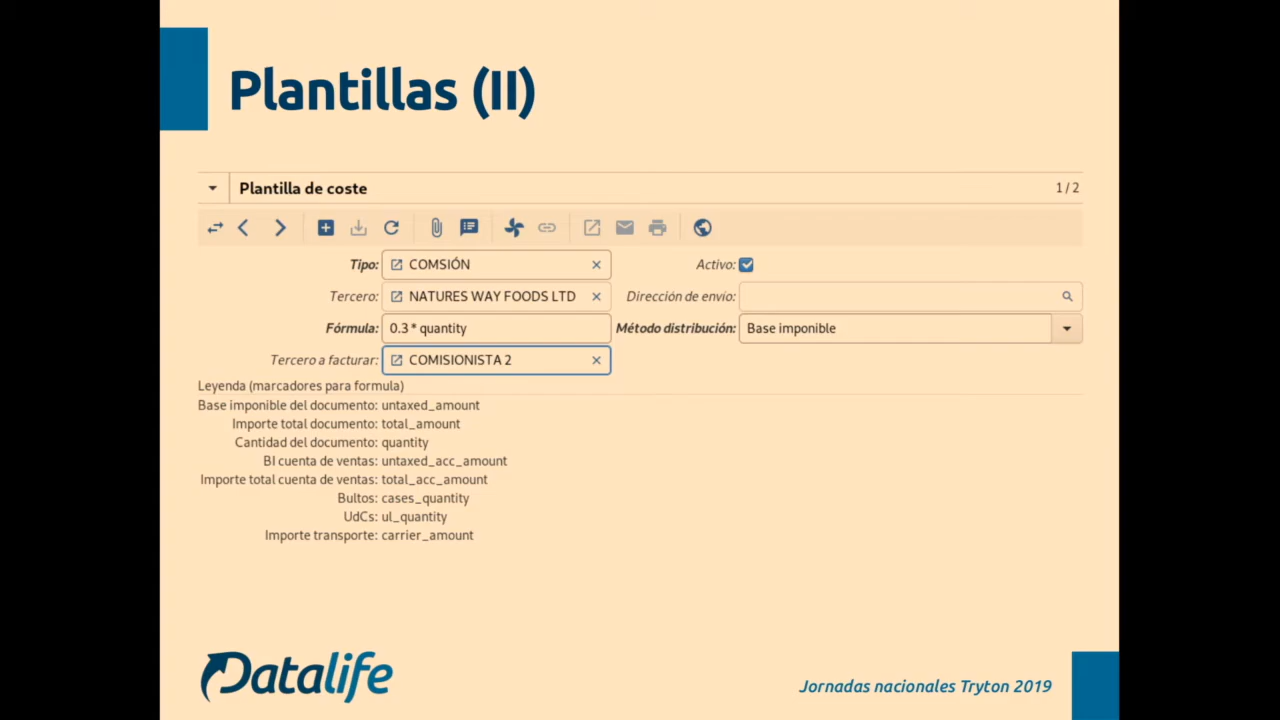 Plantillas (II)
Plantilla de coste 1 / 2
Tipo: COMSIÓN Activo:
Tercero: NATURES WAY FOODS LTD Dirección de envío:
Fórmula: 0.3 * quantity Método distribución: Base imponible
Tercero a facturar: COMISIONISTA 2
Leyenda (marcadores para formula)
Base imponible del documento: untaxed_amount
Importe total documento: total_amount
Cantidad del documento: quantity
BI cuenta de ventas: untaxed_acc_amount
Importe total cuenta de ventas: total_acc_amount
Bultos: cases_quantity
UdCs: ul_quantity
Importe transporte: carrier_amount
Datalife
Jornadas nacionales Tryton 2019